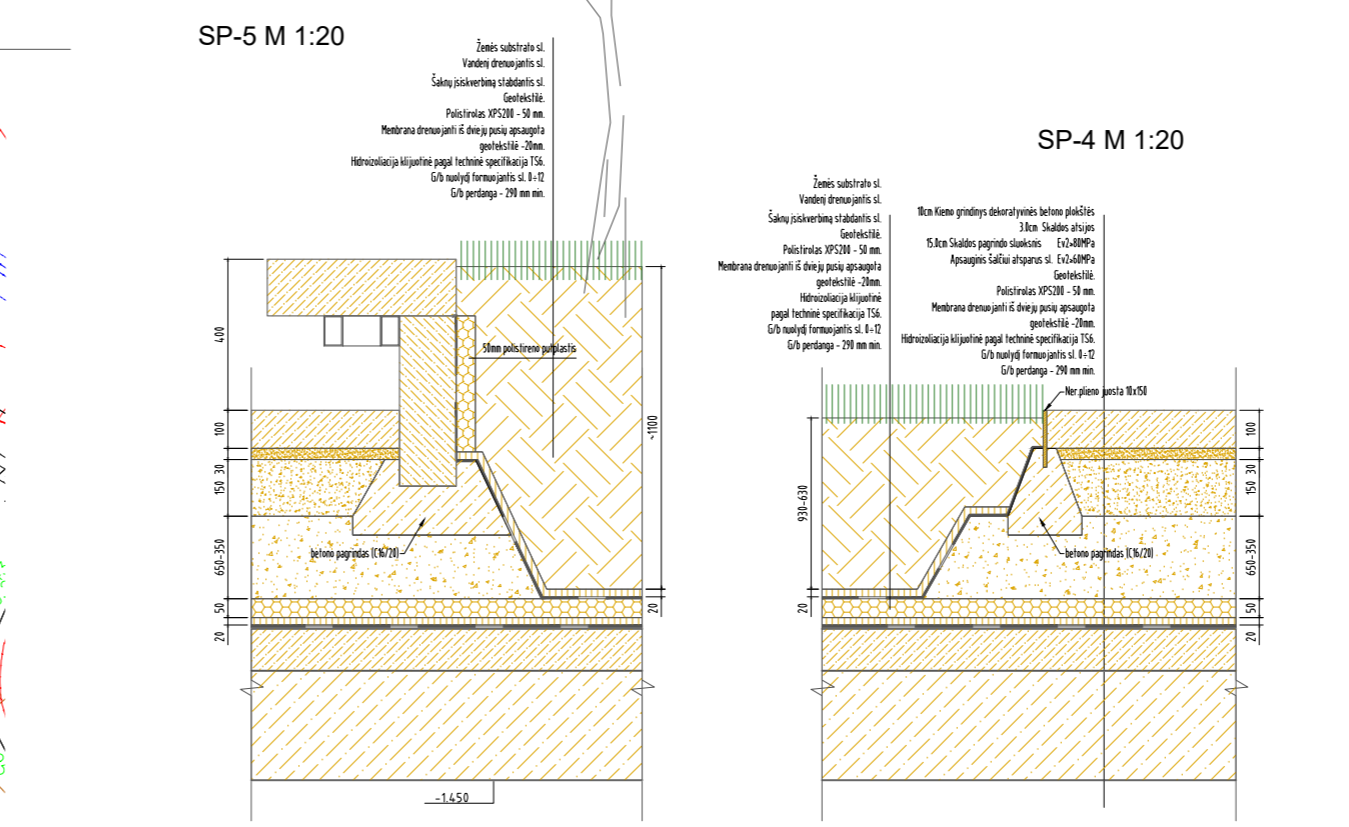 SP-5 M 1:20
Žemės substrato sl.
Vandenį drenuojantis sl.
Šaknų įsiskverbimą stabdantis sl.
Geotekstilė.
Polistirolas XPS200 - 50 mm.
Membrana drenuojanti iš dviejų pusių apsaugota
geotekstilė -20mm.
Hidroizoliacija klijuotinė pagal techninė specifikacija TS6.
G/b nuolydį formuojantis sl. 0÷12
G/b perdanga - 290 mm min.
50mm polistireno putplastis
betono pagrindas (C16/20)
400
100
30
150
650-350
50
20
~1100
20
-1.450
SP-4 M 1:20
Žemės substrato sl.
Vandenį drenuojantis sl.
Šaknų įsiskverbimą stabdantis sl.
Geotekstilė.
Polistirolas XPS200 - 50 mm.
Membrana drenuojanti iš dviejų pusių apsaugota
geotekstilė -20mm.
Hidroizoliacija klijuotinė
pagal techninė specifikacija TS6.
G/b nuolydį formuojantis sl. 0÷12
G/b perdanga - 290 mm min.
10cm Kiemo grindinys dekoratyvinės betono plokštės
3.0cm Skaldos atsijos
15.0cm Skaldos pagrindo sluoksnis Ev2=80MPa
Apsauginis šalčiui atsparus sl. Ev2=60MPa
Geotekstilė.
Polistirolas XPS200 - 50 mm.
Membrana drenuojanti iš dviejų pusių apsaugota
geotekstilė -20mm.
Hidroizoliacija klijuotinė pagal techninė specifikacija TS6.
G/b nuolydį formuojantis sl. 0÷12
G/b perdanga - 290 mm min.
Ner.plieno juosta 10x150
betono pagrindas (C16/20)
930-630
20
100
30
150
650-350
50
20